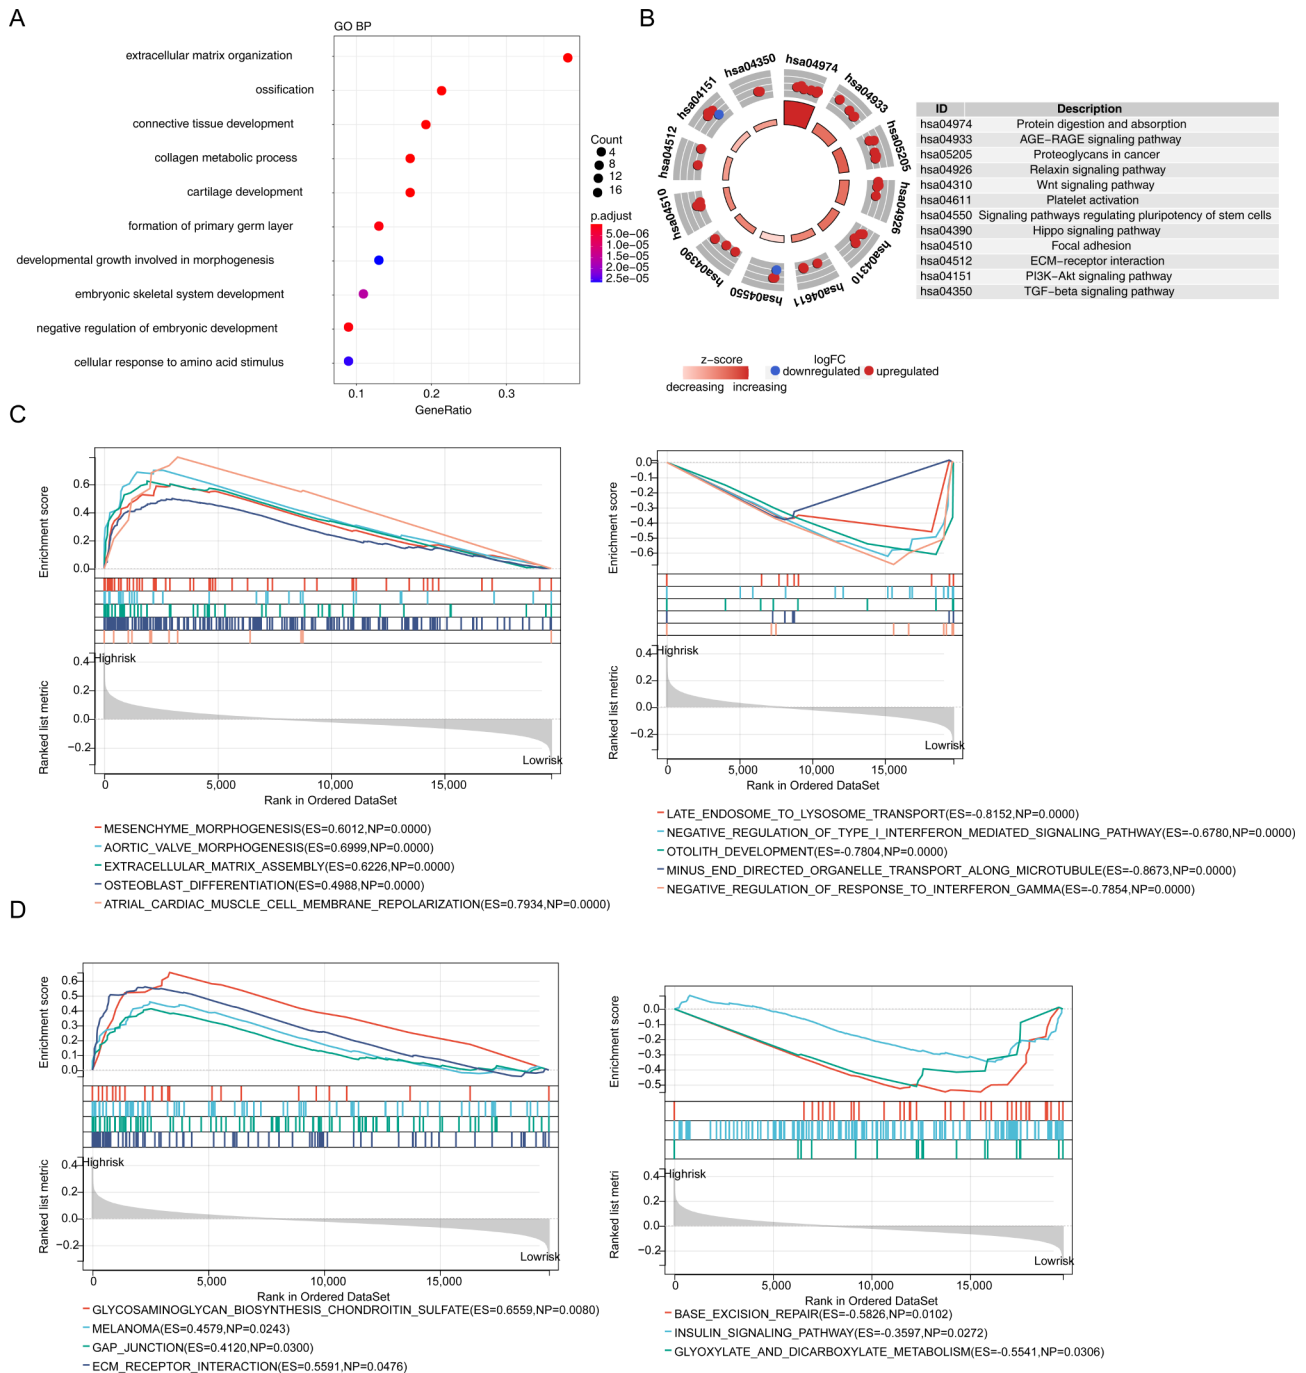 A
GO BP
extracellular matrix organization
ossification
connective tissue development
collagen metabolic process
cartilage development
formation of primary germ layer
developmental growth involved in morphogenesis
embryonic skeletal system development
negative regulation of embryonic development
cellular response to amino acid stimulus
0.1 0.2 0.3
GeneRatio
Count
4
8
12
16
p.adjust
5.0e-06
1.0e-05
1.5e-05
2.0e-05
2.5e-05
B
hsa04974
hsa04933
hsa05205
hsa04926
hsa04310
hsa04611
hsa04550
hsa04390
hsa04510
hsa04512
hsa04151
hsa04350
ID Description
hsa04974 Protein digestion and absorption
hsa04933 AGE−RAGE signaling pathway
hsa05205 Proteoglycans in cancer
hsa04926 Relaxin signaling pathway
hsa04310 Wnt signaling pathway
hsa04611 Platelet activation
hsa04550 Signaling pathways regulating pluripotency of stem cells
hsa04390 Hippo signaling pathway
hsa04510 Focal adhesion
hsa04512 ECM−receptor interaction
hsa04151 PI3K−Akt signaling pathway
hsa04350 TGF−beta signaling pathway
z−score
decreasing increasing
logFC
downregulated upregulated
C
Enrichment score
0.6
0.4
0.2
0.0
Ranked list metric
0.4
0.2
0.0
−0.2
Highrisk
Lowrisk
0 5,000 10,000 15,000
Rank in Ordered DataSet
MESENCHYME_MORPHOGENESIS(ES=0.6012,NP=0.0000)
AORTIC_VALVE_MORPHOGENESIS(ES=0.6999,NP=0.0000)
EXTRACELLULAR_MATRIX_ASSEMBLY(ES=0.6226,NP=0.0000)
OSTEOBLAST_DIFFERENTIATION(ES=0.4988,NP=0.0000)
ATRIAL_CARDIAC_MUSCLE_CELL_MEMBRANE_REPOLARIZATION(ES=0.7934,NP=0.0000)
Enrichment score
0.0
−0.1
−0.2
−0.3
−0.4
−0.5
−0.6
Ranked list metric
0.4
0.2
0.0
−0.2
Highrisk
Lowrisk
0 5,000 10,000 15,000
Rank in Ordered DataSet
LATE_ENDOSOME_TO_LYSOSOME_TRANSPORT(ES=-0.8152,NP=0.0000)
NEGATIVE_REGULATION_OF_TYPE_I_INTERFERON_MEDIATED_SIGNALING_PATHWAY(ES=-0.6780,NP=0.0000)
OTOLITH_DEVELOPMENT(ES=-0.7804,NP=0.0000)
MINUS_END_DIRECTED_ORGANELLE_TRANSPORT_ALONG_MICROTUBULE(ES=-0.8673,NP=0.0000)
NEGATIVE_REGULATION_OF_RESPONSE_TO_INTERFERON_GAMMA(ES=-0.7854,NP=0.0000)
D
Enrichment score
0.6
0.5
0.4
0.3
0.2
0.1
0.0
Ranked list metric
0.4
0.2
0.0
−0.2
Highrisk
Lowrisk
0 5,000 10,000 15,000
Rank in Ordered DataSet
GLYCOSAMINOGLYCAN_BIOSYNTHESIS_CHONDROITIN_SULFATE(ES=0.6559,NP=0.0080)
MELANOMA(ES=0.4579,NP=0.0243)
GAP_JUNCTION(ES=0.4120,NP=0.0300)
ECM_RECEPTOR_INTERACTION(ES=0.5591,NP=0.0476)
Enrichment score
0.0
−0.1
−0.2
−0.3
−0.4
−0.5
Ranked list metri
0.4
0.2
0.0
−0.2
Highrisk
Lowrisk
0 5,000 10,000 15,000
Rank in Ordered DataSet
BASE_EXCISION_REPAIR(ES=-0.5826,NP=0.0102)
INSULIN_SIGNALING_PATHWAY(ES=-0.3597,NP=0.0272)
GLYOXYLATE_AND_DICARBOXYLATE_METABOLISM(ES=-0.5541,NP=0.0306)